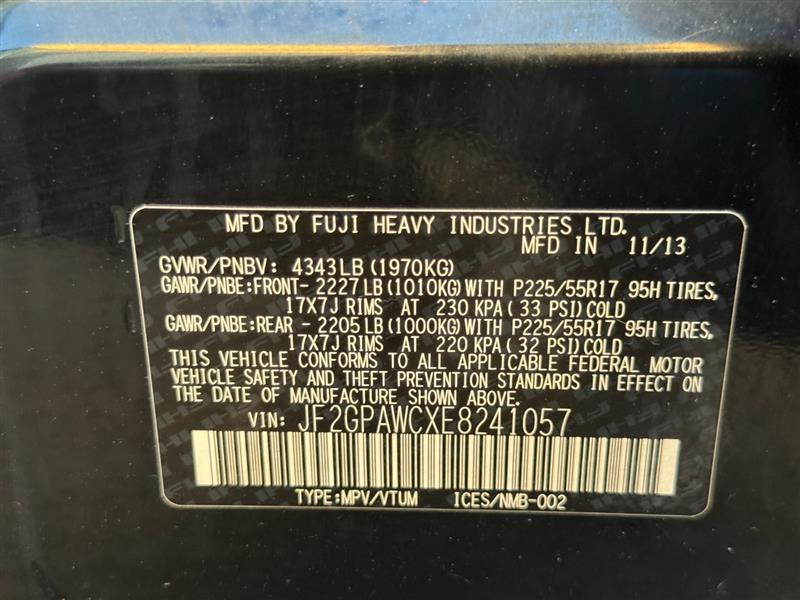 MFD BY FUJI HEAVY INDUSTRIES LTD.
MFD IN 11/13
GVWR/PNBV: 4343LB (1970KG)
GAWR/PNBE:FRONT- 2227 LB (1010KG) WITH P225/55R17 95H TIRES,
17X7J RIMS AT 230 KPA ( 33 PSI) COLD
GAWR/PNBE:REAR - 2205 LB (1000KG) WITH P225/55R17 95H TIRES,
17X7J RIMS AT 220 KPA ( 32 PSI) COLD
THIS VEHICLE CONFORMS TO ALL APPLICABLE FEDERAL MOTOR
VEHICLE SAFETY AND THEFT PREVENTION STANDARDS IN EFFECT ON
THE DATE OF MANUFACTURE SHOWN ABOVE.
VIN: JF2GPAWCXE8241057
TYPE:MPV/VTUM ICES/NMB-002